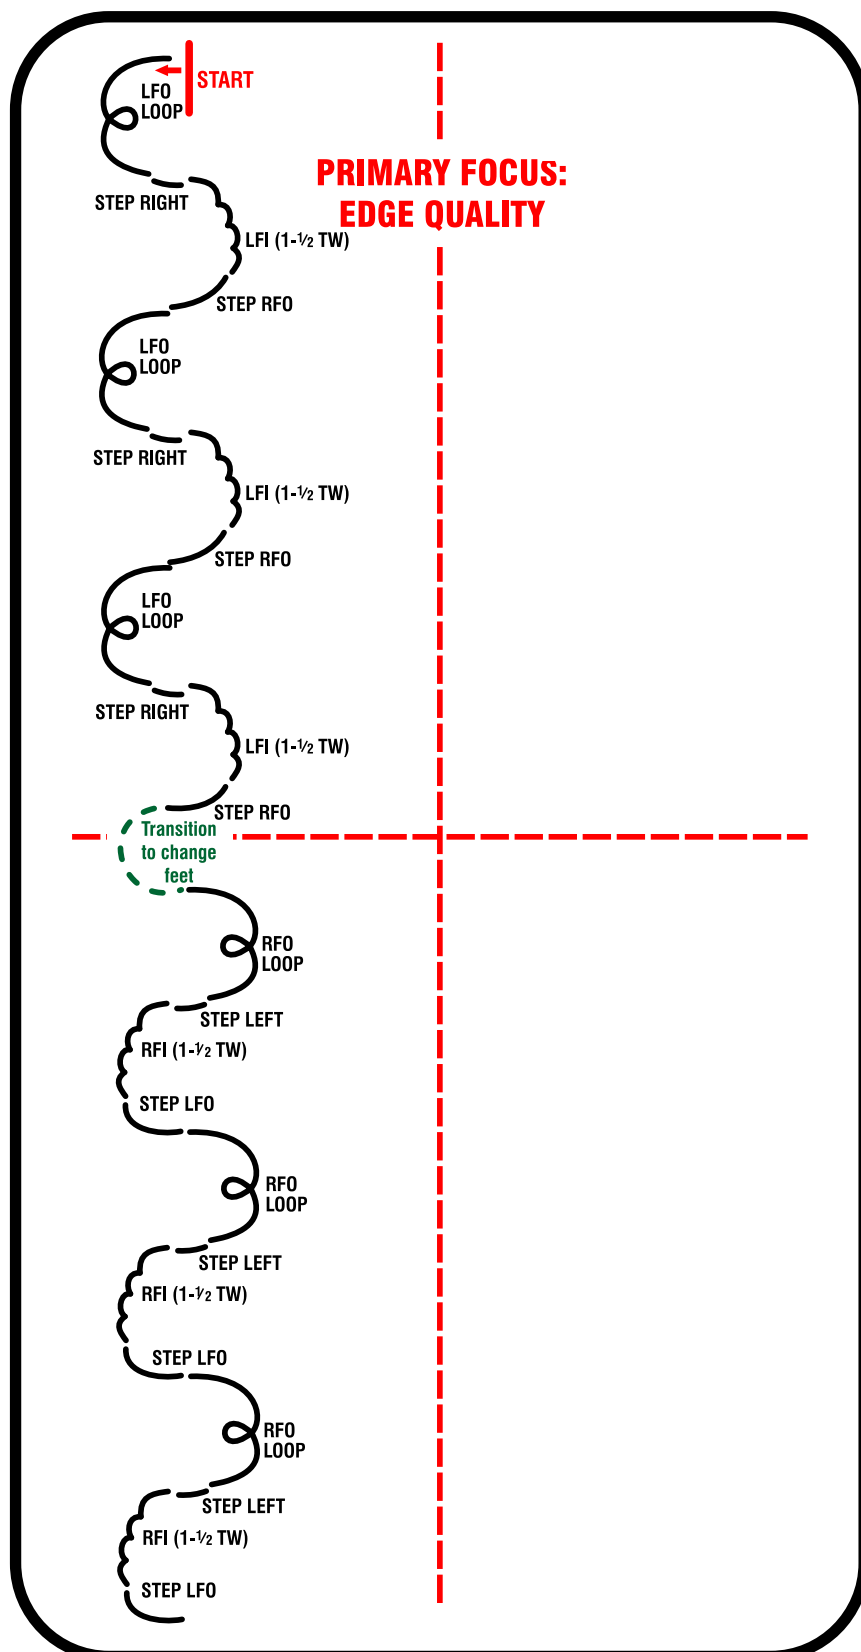 START
LFO
LOOP
PRIMARY FOCUS:
EDGE QUALITY
STEP RIGHT
LFI (1-½ TW)
STEP RFO
LFO
LOOP
STEP RIGHT
LFI (1-½ TW)
STEP RFO
LFO
LOOP
STEP RIGHT
LFI (1-½ TW)
STEP RFO
Transition
to change
feet
RFO
LOOP
STEP LEFT
RFI (1-½ TW)
STEP LFO
RFO
LOOP
STEP LEFT
RFI (1-½ TW)
STEP LFO
RFO
LOOP
STEP LEFT
RFI (1-½ TW)
STEP LFO